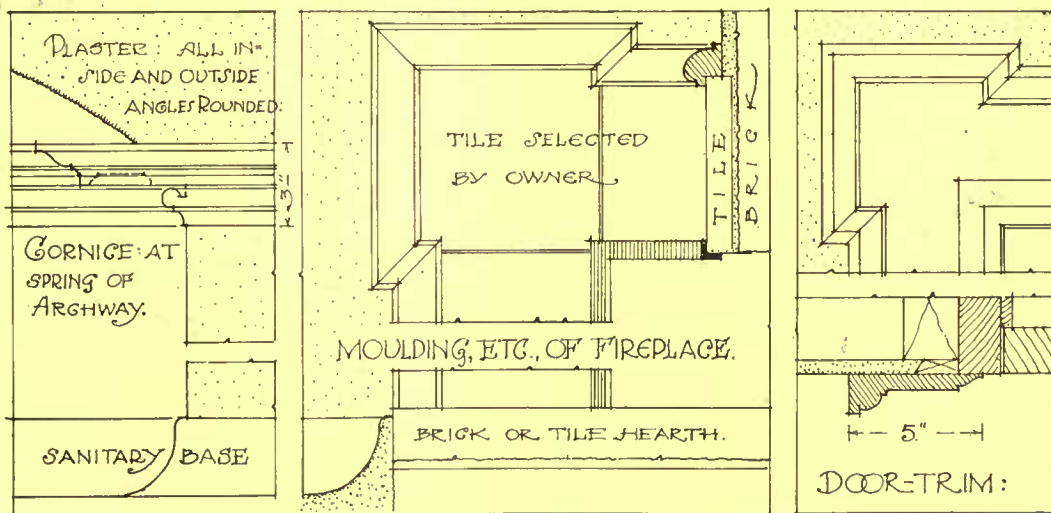 PLASTER: ALL IN=
SIDE AND OUTSIDE
ANGLES ROUNDED:
3"
CORNICE: AT
SPRING OF
ARCHWAY.
SANITARY BASE
TILE SELECTED
BY OWNER
TILE
BRICK
MOULDING, ETC., OF FIREPLACE.
BRICK OR TILE HEARTH.
5"
DOOR=TRIM: